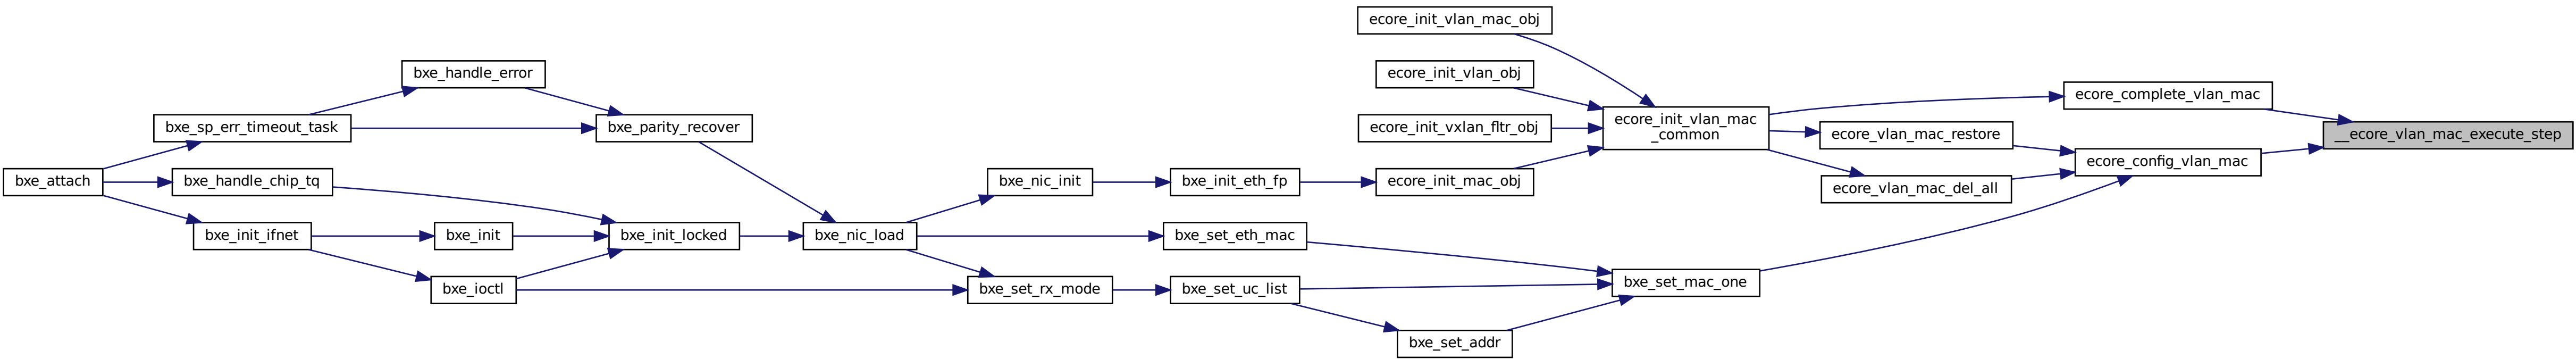 ecore_init_vlan_mac_obj
bxe_handle_error
ecore_init_vlan_obj
ecore_complete_vlan_mac
bxe_sp_err_timeout_task
bxe_parity_recover
ecore_init_vxlan_fltr_obj
ecore_init_vlan_mac
_common
ecore_vlan_mac_restore
__ecore_vlan_mac_execute_step
bxe_attach
bxe_handle_chip_tq
bxe_nic_init
bxe_init_eth_fp
ecore_init_mac_obj
ecore_vlan_mac_del_all
ecore_config_vlan_mac
bxe_init_ifnet
bxe_init
bxe_init_locked
bxe_nic_load
bxe_set_eth_mac
bxe_ioctl
bxe_set_rx_mode
bxe_set_uc_list
bxe_set_mac_one
bxe_set_addr